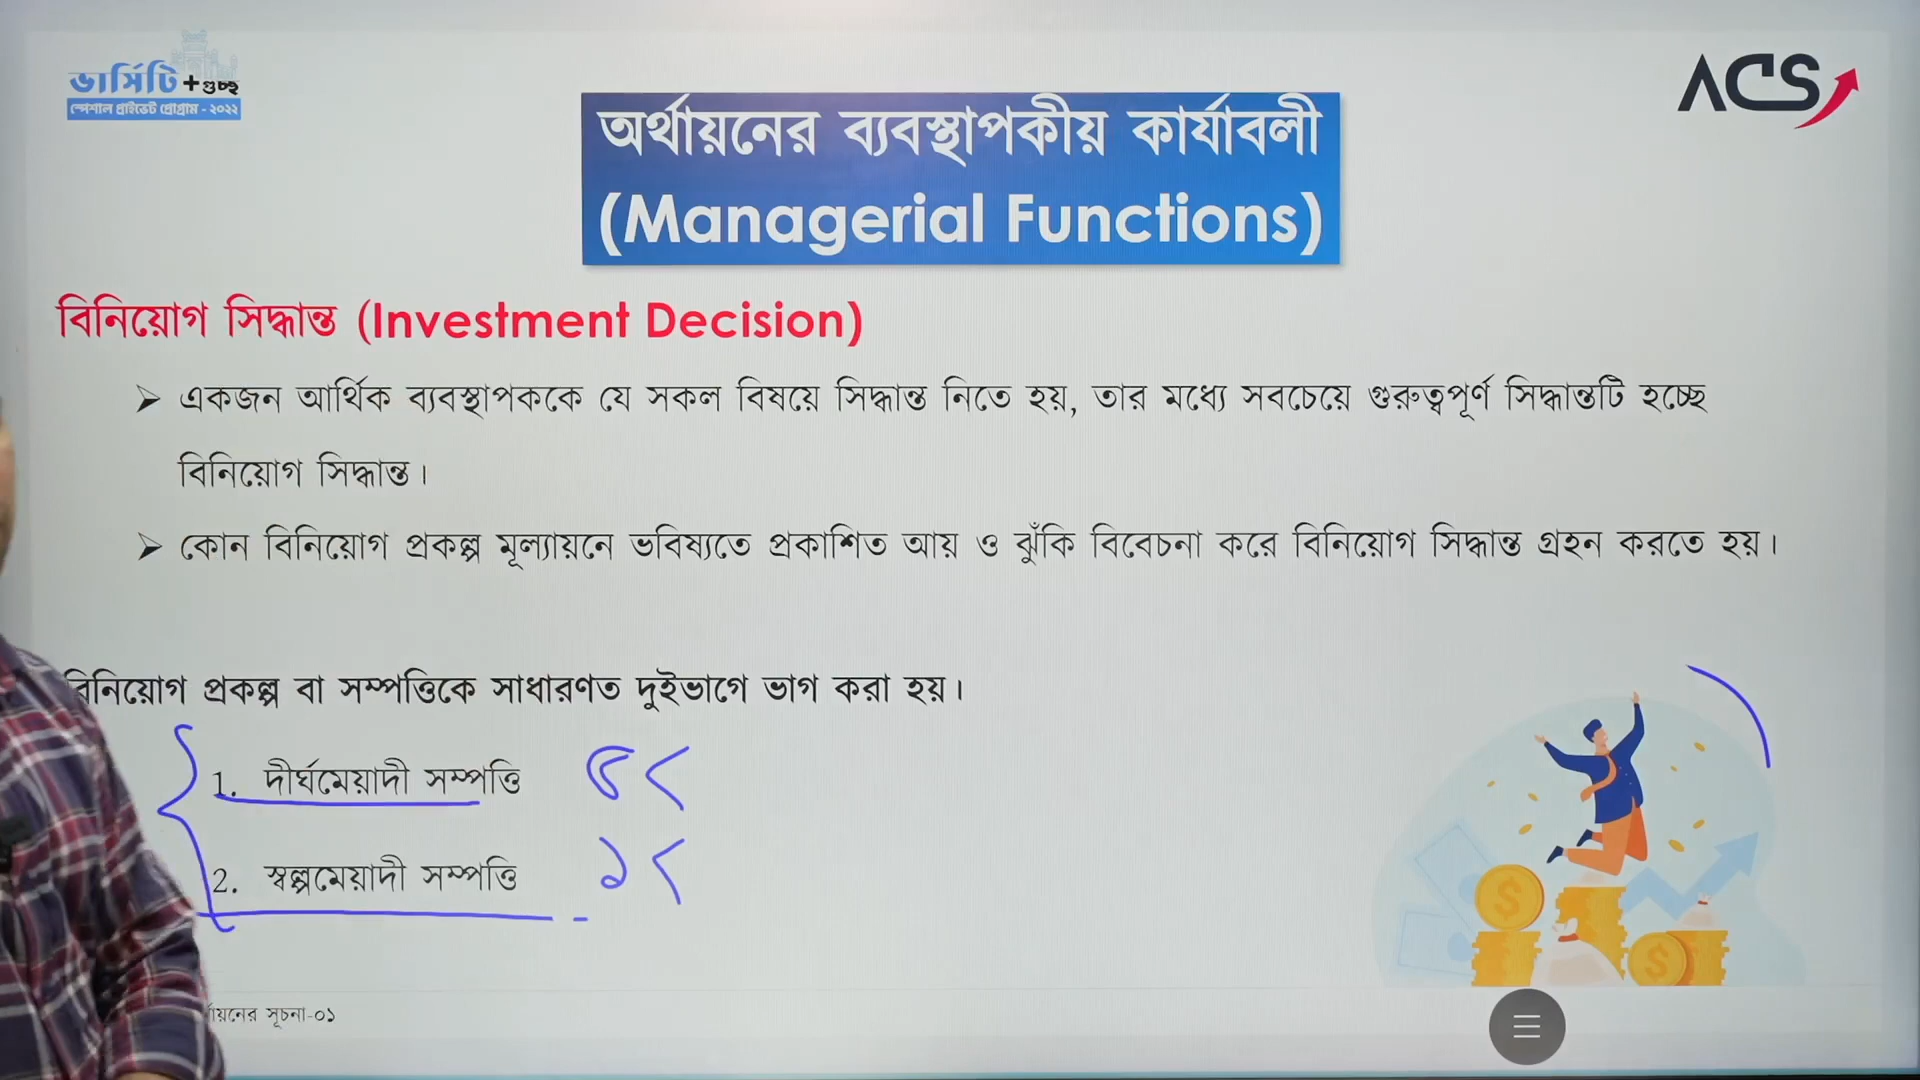 ভার্সিটি+গুচ্ছ
স্পেশাল প্রাইভেট প্রোগ্রাম - ২০২২
ACS
অর্থায়নের ব্যবস্থাপকীয় কার্যাবলী
(Managerial Functions)
বিনিয়োগ সিদ্ধান্ত (Investment Decision)
➢ একজন আর্থিক ব্যবস্থাপককে যে সকল বিষয়ে সিদ্ধান্ত নিতে হয়, তার মধ্যে সবচেয়ে গুরুত্বপূর্ণ সিদ্ধান্তটি হচ্ছে
বিনিয়োগ সিদ্ধান্ত।
➢ কোন বিনিয়োগ প্রকল্প মূল্যায়নে ভবিষ্যতে প্রকাশিত আয় ও ঝুঁকি বিবেচনা করে বিনিয়োগ সিদ্ধান্ত গ্রহন করতে হয়।
বিনিয়োগ প্রকল্প বা সম্পত্তিকে সাধারণত দুইভাগে ভাগ করা হয়।
1. দীর্ঘমেয়াদী সম্পত্তি
2. স্বল্পমেয়াদী সম্পত্তি
সূচনা-০১